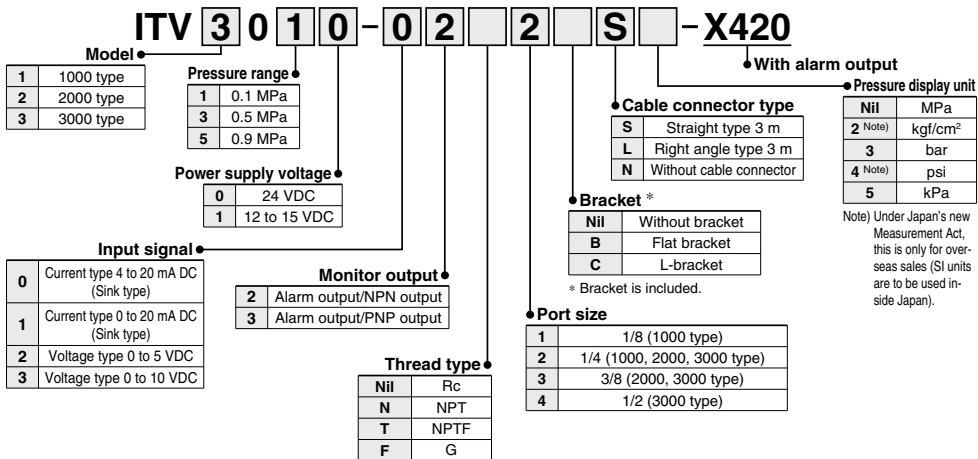 ITV 3 0 1 0 - 0 2 2 S - X420
Model
1 1000 type
2 2000 type
3 3000 type
Pressure range
1 0.1 MPa
3 0.5 MPa
5 0.9 MPa
Power supply voltage
0 24 VDC
1 12 to 15 VDC
Input signal
0 Current type 4 to 20 mA DC
(Sink type)
1 Current type 0 to 20 mA DC
(Sink type)
2 Voltage type 0 to 5 VDC
3 Voltage type 0 to 10 VDC
Monitor output
2 Alarm output/NPN output
3 Alarm output/PNP output
Thread type
Nil Rc
N NPT
T NPTF
F G
Port size
1 1/8 (1000 type)
2 1/4 (1000, 2000, 3000 type)
3 3/8 (2000, 3000 type)
4 1/2 (3000 type)
Bracket *
Nil Without bracket
B Flat bracket
C L-bracket
* Bracket is included.
Cable connector type
S Straight type 3 m
L Right angle type 3 m
N Without cable connector
With alarm output
Pressure display unit
Nil MPa
2 Note) kgf/cm²
3 bar
4 Note) psi
5 kPa
Note) Under Japan's new
Measurement Act,
this is only for over-
seas sales (SI units
are to be used in-
side Japan).